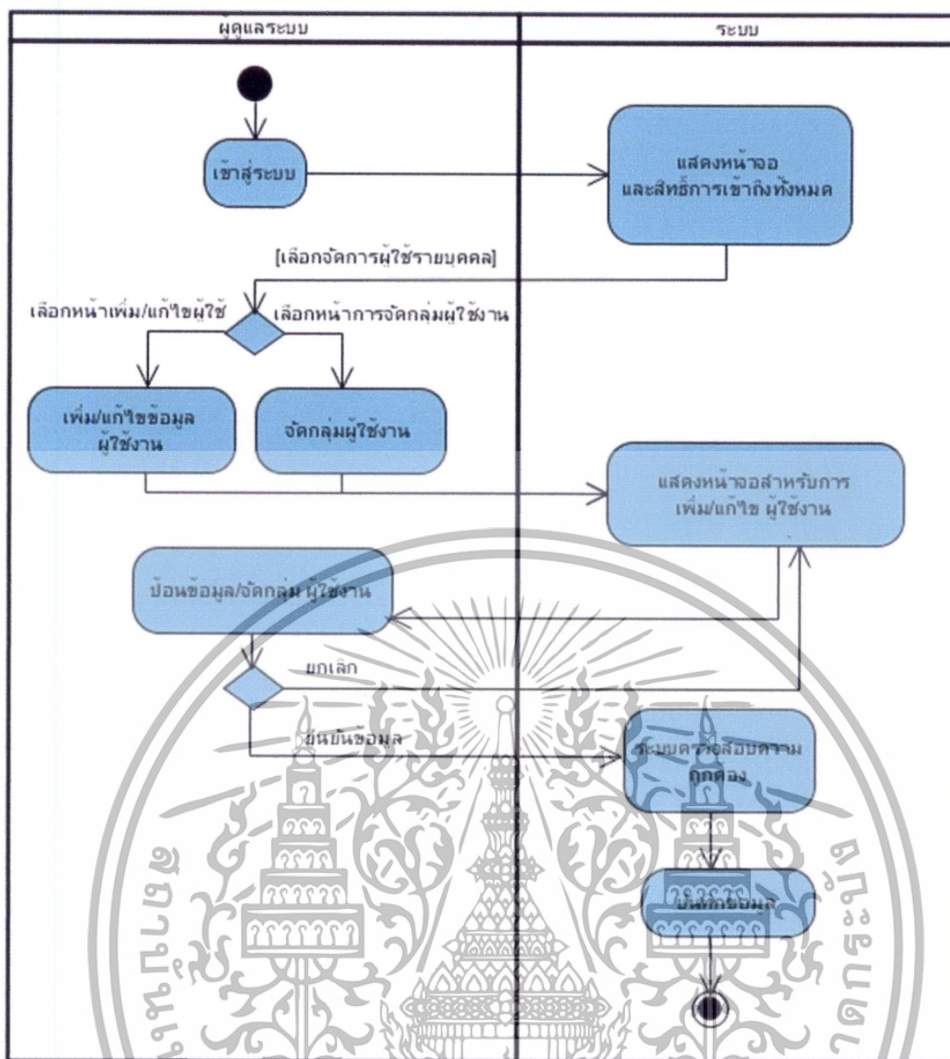 ผู้ดูแลระบบ
ระบบ
เข้าสู่ระบบ
แสดงหน้าจอ
และสิทธิ์การเข้าถึงทั้งหมด
[เลือกจัดการผู้ใช้รายบุคคล]
เลือกหน้าเพิ่ม/แก้ไขผู้ใช้
เลือกหน้าการจัดกลุ่มผู้ใช้งาน
เพิ่ม/แก้ไขข้อมูล
ผู้ใช้งาน
จัดกลุ่มผู้ใช้งาน
แสดงหน้าจอสำหรับการ
เพิ่ม/แก้ไข ผู้ใช้งาน
ป้อนข้อมูล/จัดกลุ่ม ผู้ใช้งาน
ยกเลิก
ยืนยันข้อมูล
ระบบตรวจสอบความ
ถูกต้อง
บันทึกข้อมูล